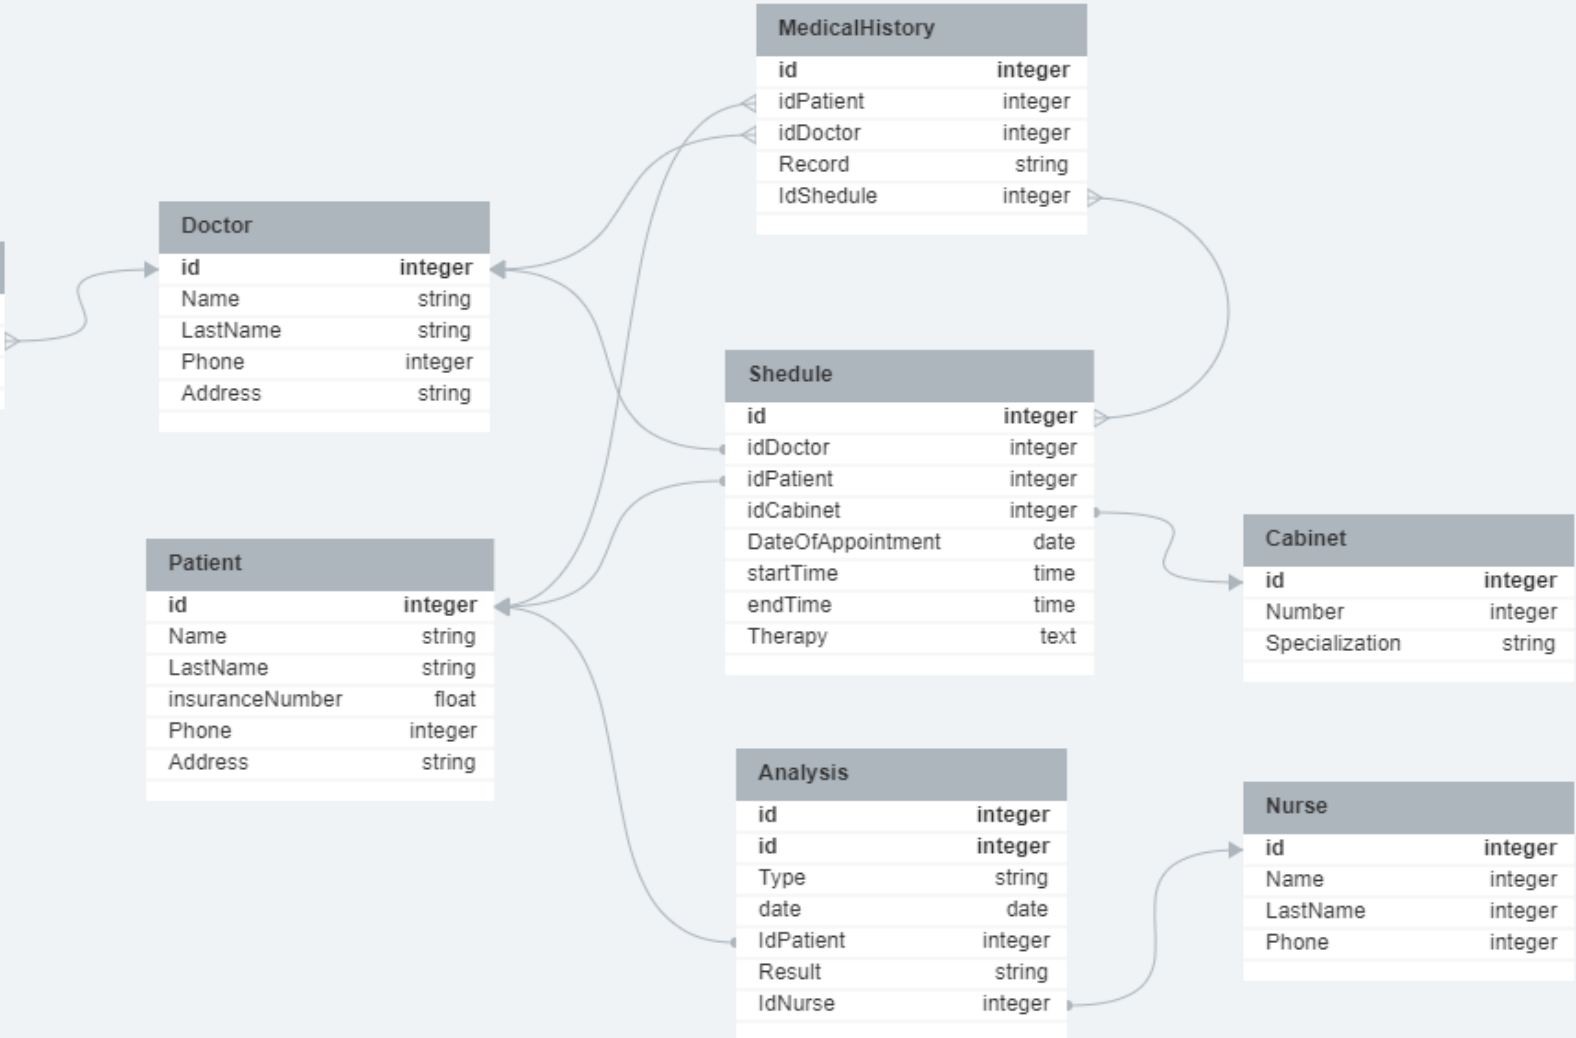 MedicalHistory
id integer
idPatient integer
idDoctor integer
Record string
IdShedule integer
Doctor
id integer
Name string
LastName string
Phone integer
Address string
Shedule
id integer
idDoctor integer
idPatient integer
idCabinet integer
DateOfAppointment date
startTime time
endTime time
Therapy text
Patient
id integer
Name string
LastName string
insuranceNumber float
Phone integer
Address string
Cabinet
id integer
Number integer
Specialization string
Analysis
id integer
id integer
Type string
date date
IdPatient integer
Result string
IdNurse integer
Nurse
id integer
Name integer
LastName integer
Phone integer